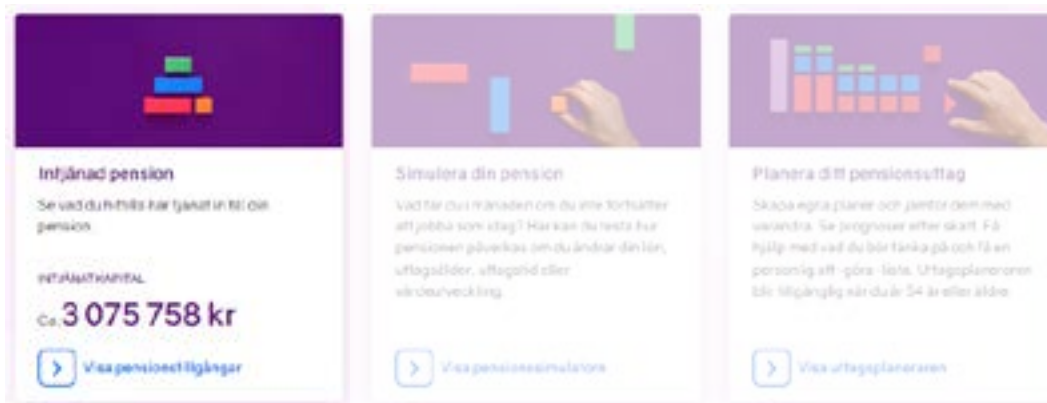 Intjänad pension
Se vad du hittills har tjänat in till din
pension
INTJÄNAT KAPITAL
Ca. 3 075 758 kr
Visa pensionstillgångar
Simulera din pension
Vad får du i månaden om du inte fortsätter
att jobba som idag? Här kan du testa hur
pensionen påverkas om du ändrar din lön,
uttagsålder, uttagstid eller
värdeutveckling.
Visa pensionssimulatorn
Planera ditt pensionsuttag
Skapa egna planer och jämför dem med
varandra. Se prognoser efter skatt. Få
hjälp med vad du bör tänka på och få en
personlig att-göra-lista. Uttagsplaneraren
blir tillgänglig när du är 54 år eller äldre.
Visa uttagsplaneraren